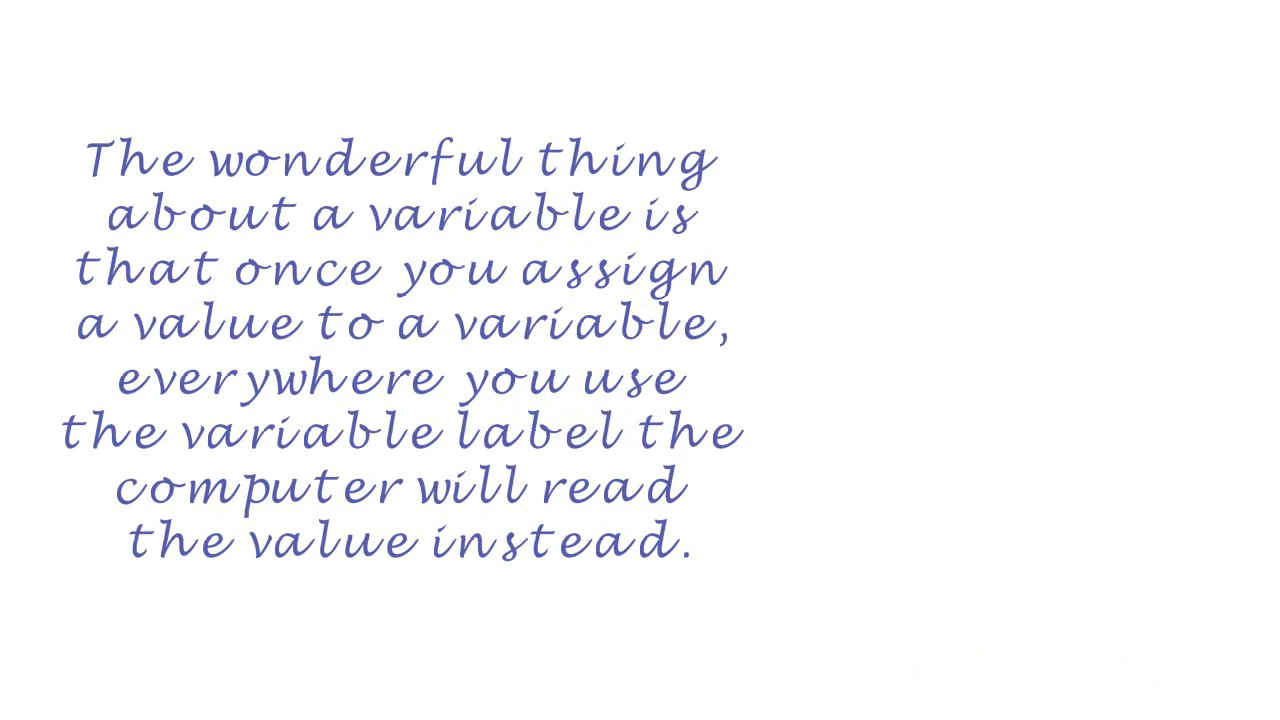 The wonderful thing
about a variable is
that once you assign
a value to a variable,
everywhere you use
the variable label the
computer will read
the value instead.